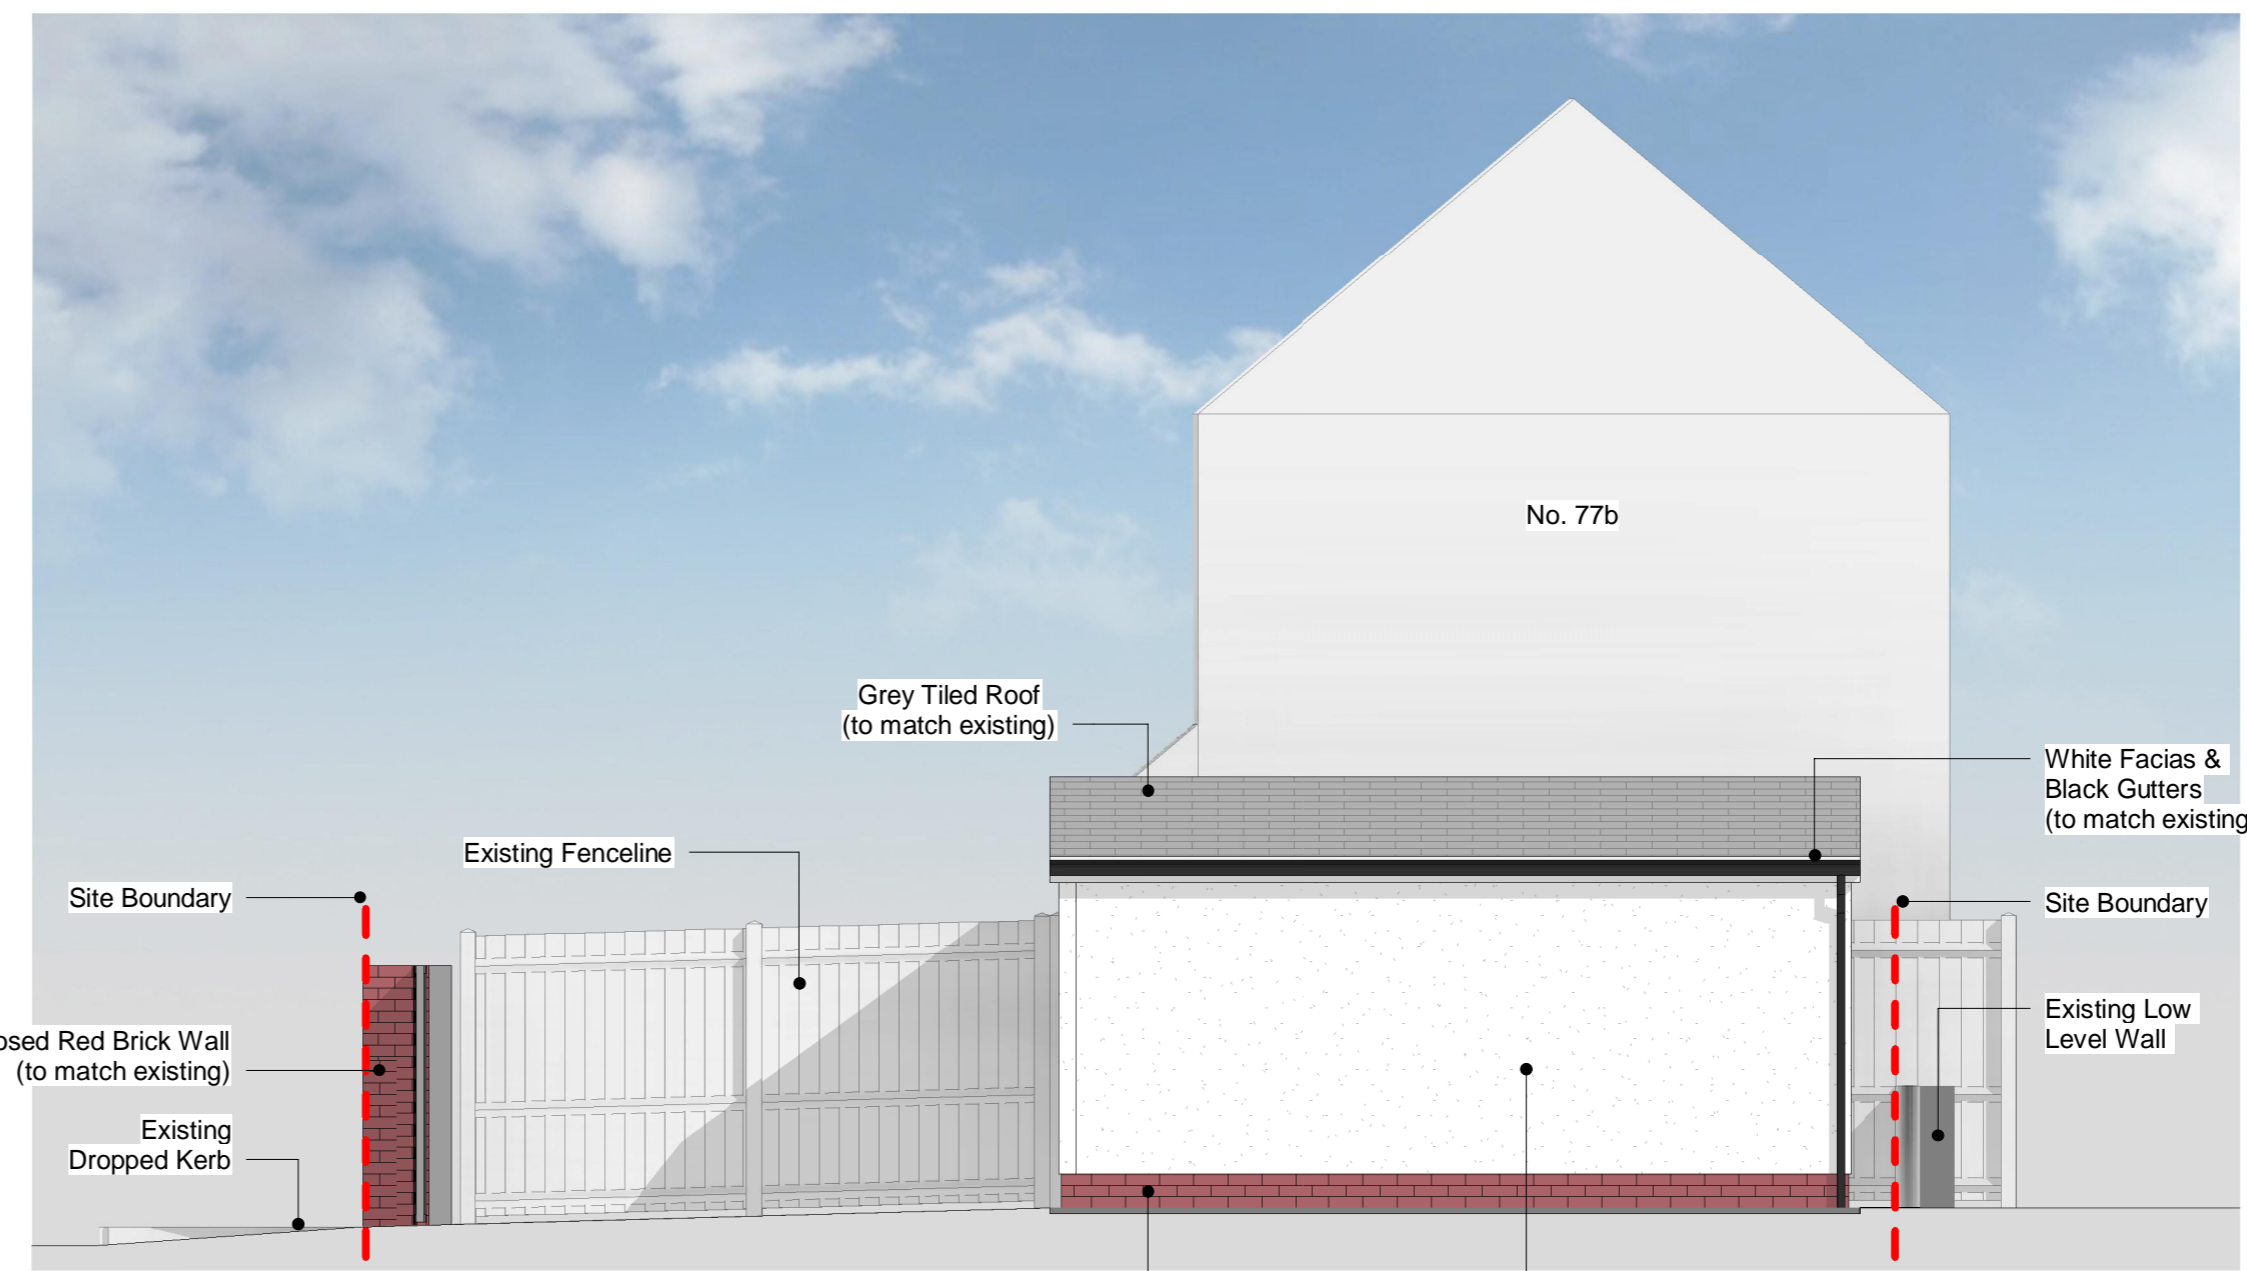 No. 77b
Grey Tiled Roof
(to match existing)
White Facias &
Black Gutters
(to match existing
Existing Fenceline
Site Boundary
Site Boundary
Red Brick Wall
(to match existing)
Existing Low
Level Wall
Existing
Dropped Kerb